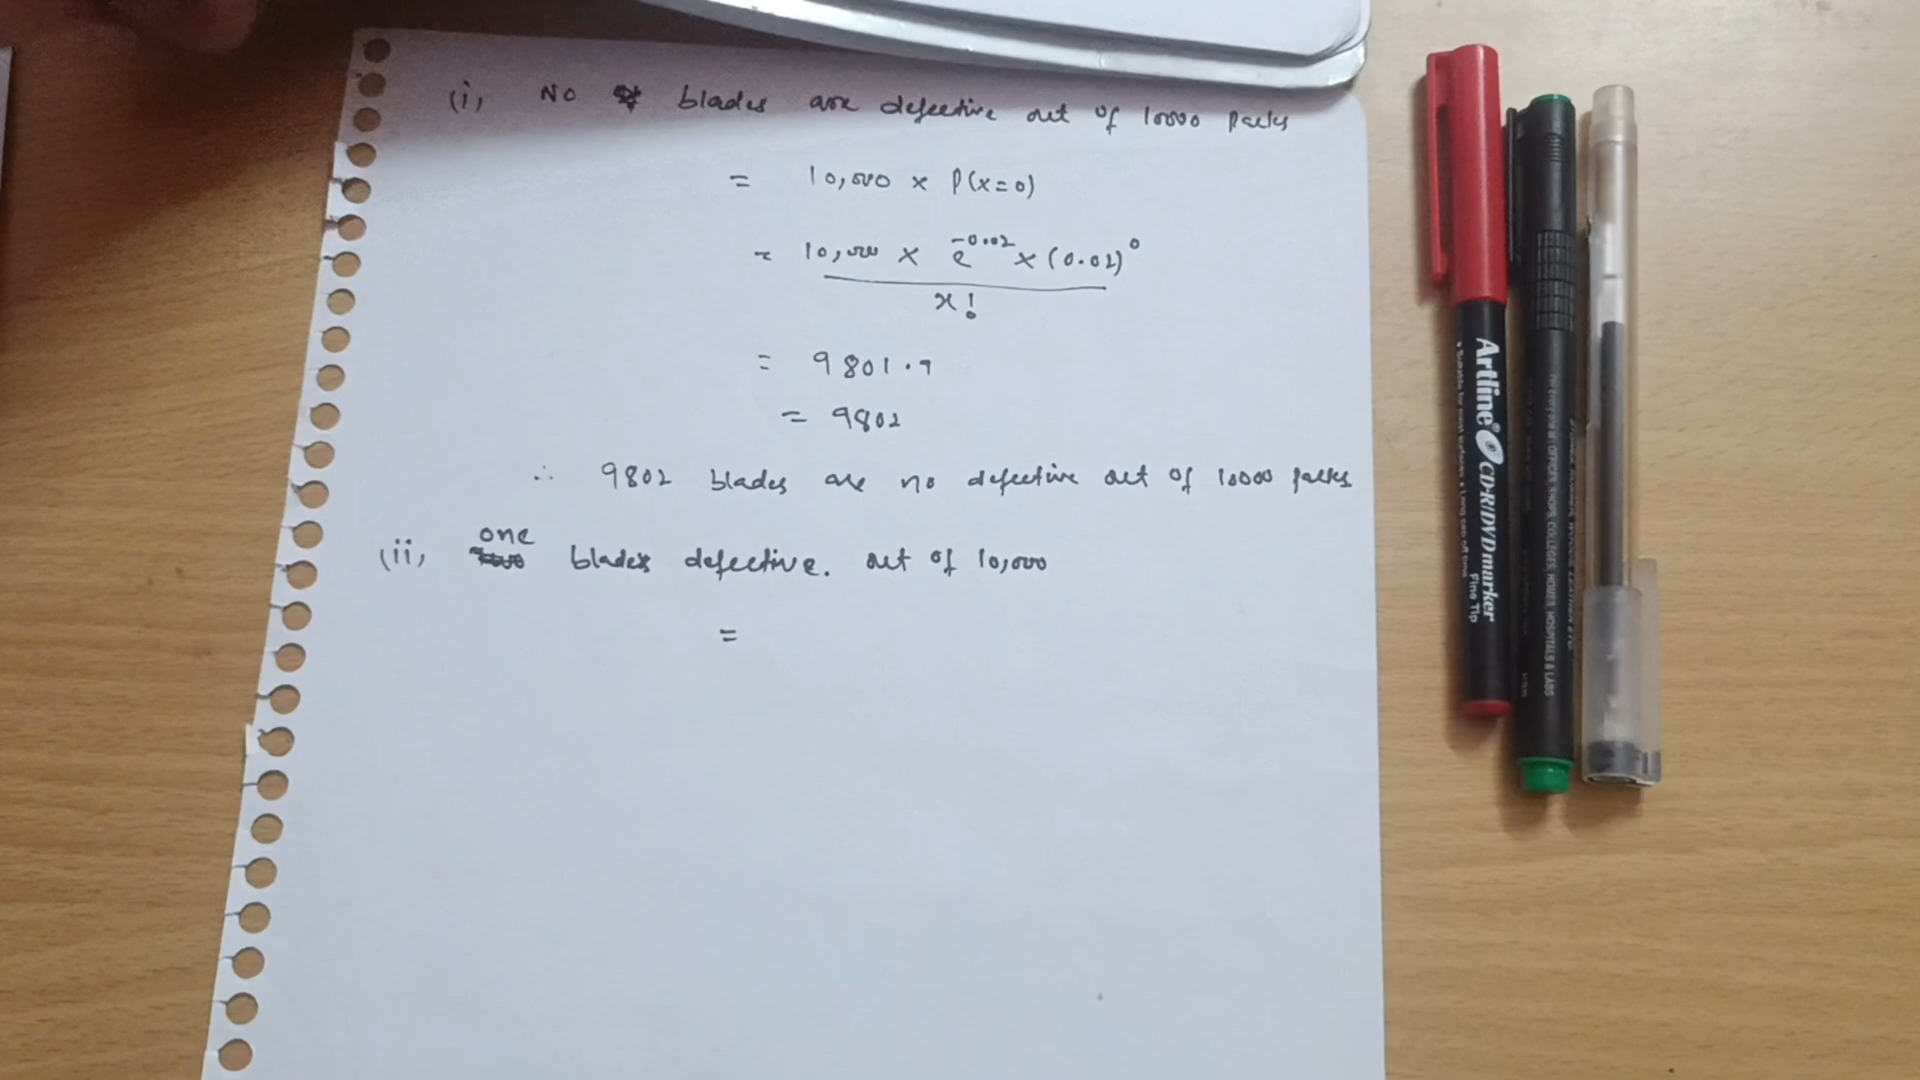 (i) No blades are defective out of 10000 packs
= 10,000 × P(x=0)
= 10,000 × e^-0.02 × (0.02)^0
x!
= 9801.9
= 9802
∴ 9802 blades are no defective out of 10000 packs
(ii) one blade defective. out of 10,000
=
Artline CD-R/DVD marker
Fine Tip